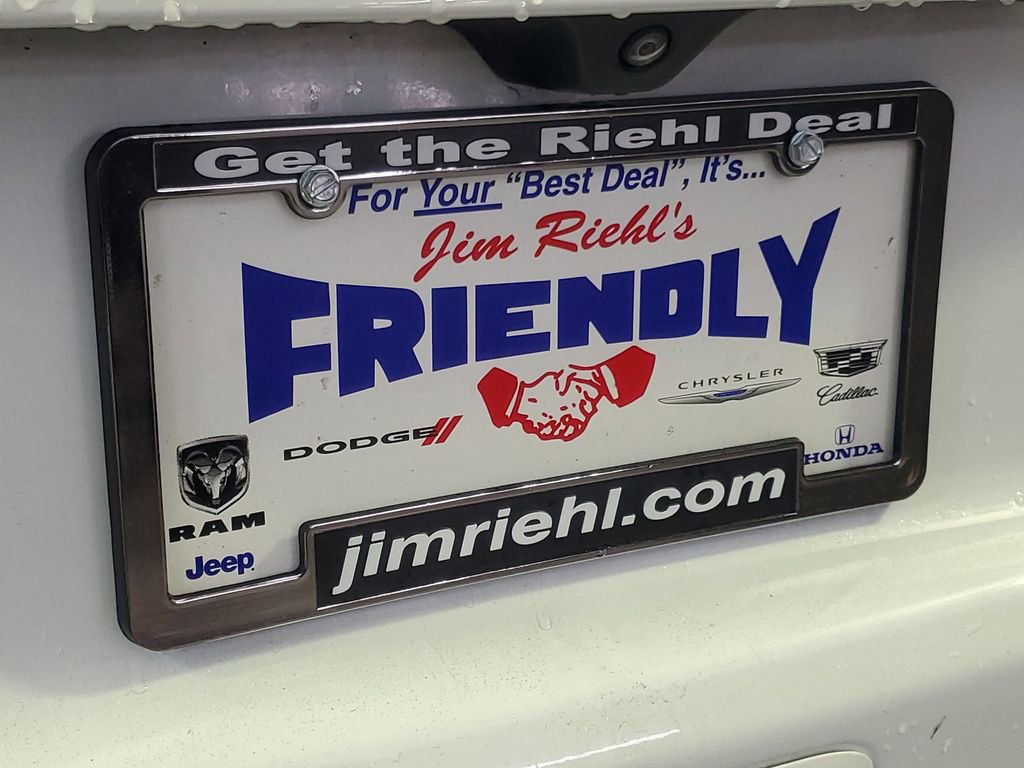 Get the Riehl Deal
For Your "Best Deal", It's...
Jim Riehl's
FRIENDLY
CHRYSLER
Cadillac
DODGE
HONDA
RAM
Jeep
jimriehl.com